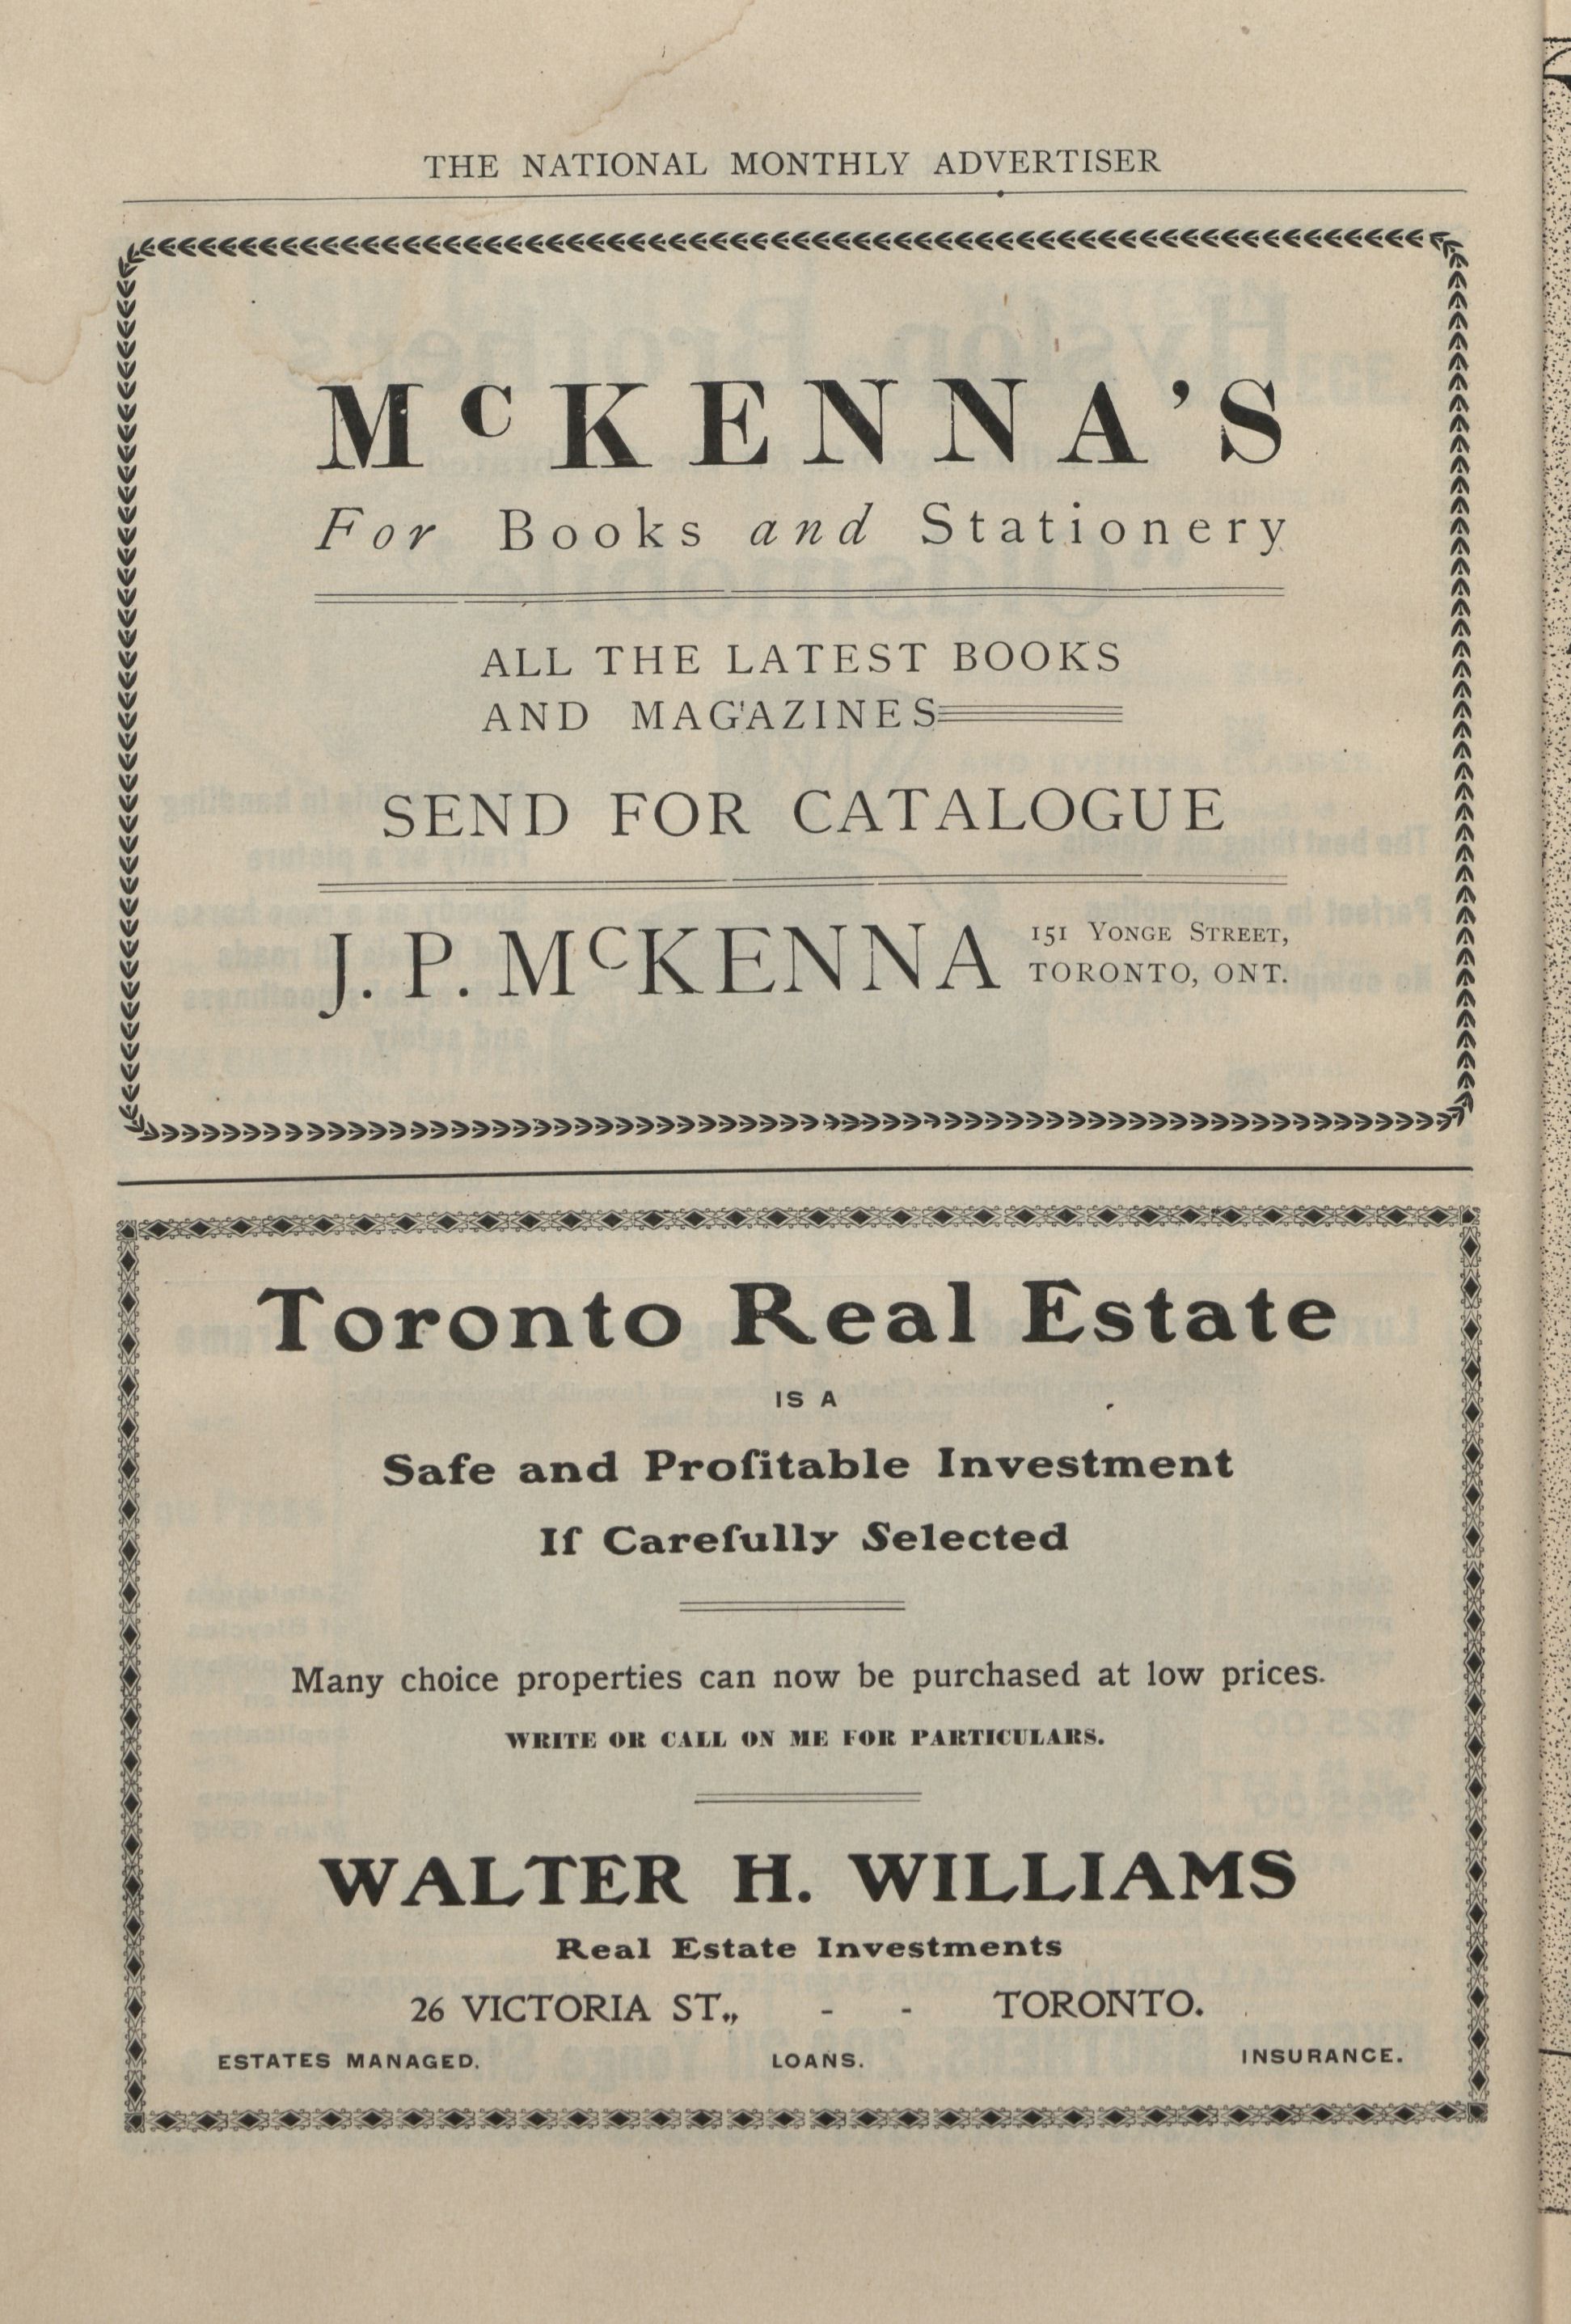 THE NATIONAL MONTHLY ADVERTISER
McKENNA'S
For Books and Stationery
ALL THE LATEST BOOKS
AND MAG'AZINES
SEND FOR CATALOGUE
J. P. McKENNA 151 YONGE STREET,
TORONTO, ONT.
Toronto Real Estate
IS A
Safe and Profitable Investment
If Carefully Selected
Many choice properties can now be purchased at low prices.
WRITE OR CALL ON ME FOR PARTICULARS.
WALTER H. WILLIAMS
Real Estate Investments
26 VICTORIA ST.,, - - TORONTO.
ESTATES MANAGED. LOANS. INSURANCE.